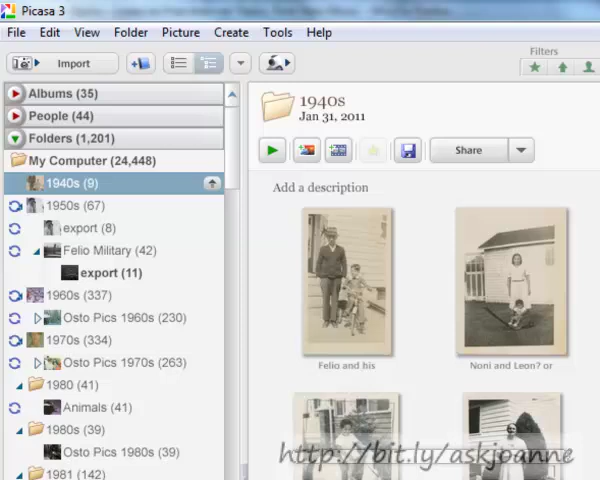 Picasa 3
File Edit View Folder Picture Create Tools Help
Import
Filters
Albums (35)
People (44)
Folders (1,201)
My Computer (24,448)
1940s (9)
1950s (67)
export (8)
Felio Military (42)
export (11)
1960s (337)
Osto Pics 1960s (230)
1970s (334)
Osto Pics 1970s (263)
1980 (41)
Animals (41)
1980s (39)
Osto Pics 1980s (39)
1981 (142)
1940s
Jan 31, 2011
Share
Add a description
Felio and his
Noni and Leon? or
http://bit.ly/askjoanne